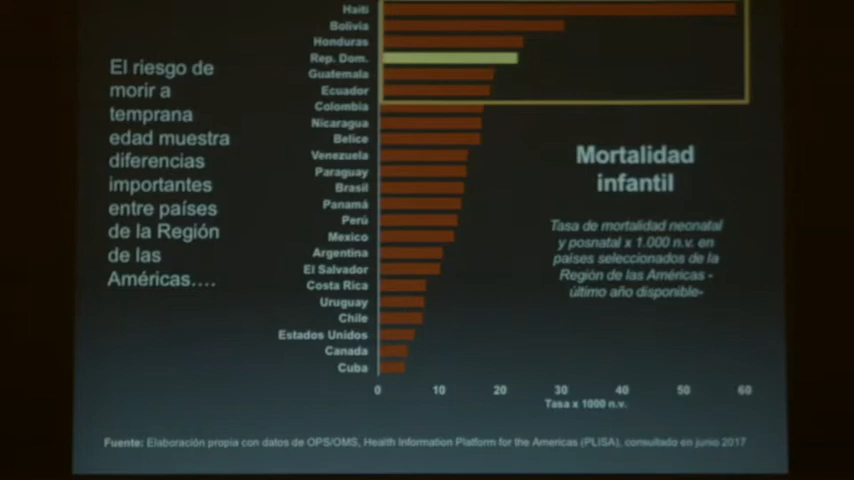 El riesgo de
morir a
temprana
edad muestra
diferencias
importantes
entre países
de la Región
de las
Américas....
Haití
Bolivia
Honduras
Rep. Dom.
Guatemala
Ecuador
Colombia
Nicaragua
Belice
Venezuela
Paraguay
Brasil
Panamá
Perú
Mexico
Argentina
El Salvador
Costa Rica
Uruguay
Chile
Estados Unidos
Canada
Cuba
0 10 20 30 40 50 60
Tasa x 1000 n.v.
Mortalidad
infantil
Tasa de mortalidad neonatal
y posnatal x 1.000 n.v. en
países seleccionados de la
Región de las Américas -
último año disponible-
Fuente: Elaboración propia con datos de OPS/OMS, Health Information Platform for the Americas (PLISA), consultado en junio 2017